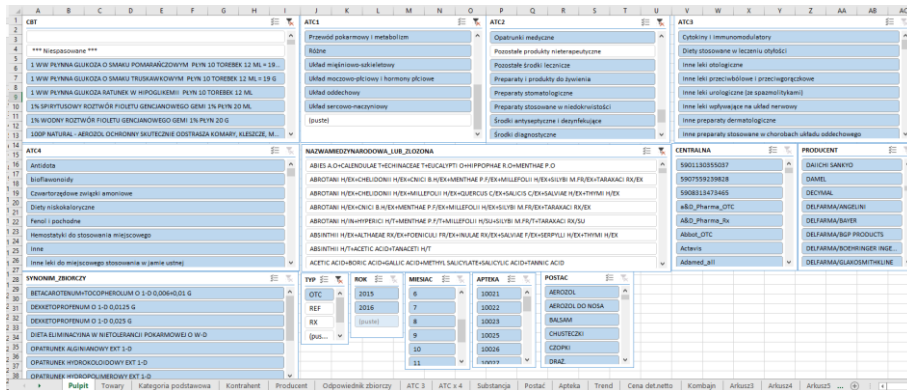 CBT
*** Niespasowane ***
1 WW PŁYNNA GLUKOZA O SMAKU POMARAŃCZOWYM PŁYN 10 TOREBEK 12 ML = 19...
1 WW PŁYNNA GLUKOZA O SMAKU TRUSKAWKOWYM PŁYN 10 TOREBEK 12 ML = 19 G
1 WW PŁYNNA GLUKOZA RATUNEK W HIPOGLIKEMII PŁYN 10 TOREBEK 12 ML
1% SPIRYTUSOWY ROZTWÓR FIOLETU GENCJANOWEGO GEMI 1% PŁYN 20 ML
1% WODNY ROZTWÓR FIOLETU GENCJANOWEGO GEMI 1% PŁYN 20 G
100P NATURAL - AEROZOL OCHRONNY SKUTECZNIE ODSTRASZA KOMARY, KLESZCZE, M...
ATC1
Przewód pokarmowy i metabolizm
Różne
Układ mięśniowo-szkieletowy
Układ moczowo-płciowy i hormony płciowe
Układ oddechowy
Układ sercowo-naczyniowy
(puste)
ATC2
Opatrunki medyczne
Pozostałe produkty nieterapeutyczne
Pozostałe środki lecznicze
Preparaty i produkty do żywienia
Preparaty stomatologiczne
Preparaty stosowane w niedokrwistości
Środki antyseptyczne i dezynfekujące
Środki diagnostyczne
ATC3
Cytokiny i immunomodulatory
Diety stosowane w leczeniu otyłości
Inne leki otologiczne
Inne leki przeciwbólowe i przeciwgorączkowe
Inne leki urologiczne (ze spazmolitykami)
Inne leki wpływające na układ nerwowy
Inne preparaty dermatologiczne
Inne preparaty stosowane w chorobach układu oddechowego
ATC4
Antidota
bioflawonoidy
Czwartorzędowe związki amoniowe
Diety niskokaloryczne
Fenol i pochodne
Hemostatyki do stosowania miejscowego
Inne
Inne leki do miejscowego stosowania w jamie ustnej
NAZWAMIEDZYNARODOWA_LUB_ZLOZONA
ABIES A.O+CALENDULAE T+ECHINACEAE T+EUCALYPTI O+HIPPOPHAE R.O+MENTHAE P.O
ABROTANI H/EX+CHELIDONII H/EX+CNICI B.H/EX+MENTHAE P.F/EX+MILLEFOLII H/EX+SILYBI M.FR/EX+TARAXACI RX/EX
ABROTANI H/EX+CHELIDONII H/EX+MILLEFOLII H/EX+QUERCUS C/EX+SALICIS C/EX+SALVIAE H/EX+THYMI H/EX
ABROTANI H/EX+CNICI B.H/EX+MENTHAE P.F/EX+MILLEFOLII H/EX+SILYBI M.FR/EX+TARAXACI RX/EX
ABROTANI H/IN+HYPERICI H/T+MENTHAE P.F/T+MILLEFOLII H/SU+SILYBI M.FR/T+TARAXACI RX/SU
ABSINTHII H/EX+ALTHAEAE RX/EX+FOENICULI FR/EX+INULAE RX/EX+SALVIAE F/EX+SERPYLLI H/EX+THYMI H/EX
ABSINTHII H/T+ACETIC ACID+TANACETI H/T
ACETIC ACID+BORIC ACID+GALLIC ACID+METHYL SALICYLATE+SALICYLIC ACID+TANNIC ACID
CENTRALNA
5901130355037
5907559239828
5908313473465
a&D_Pharma_OTC
A&D_Pharma_Rx
Abbot_OTC
Actavis
Adamed_all
PRODUCENT
DAIICHI SANKYO
DAMEL
DECYMAL
DELFARMA/ANGELINI
DELFARMA/BAYER
DELFARMA/BGP PRODUCTS
DELFARMA/BOEHRINGER INGE...
DELFARMA/GLAKOSMITHKLINE
SYNONIM_ZBIORCZY
BETACAROTENUM+TOCOPHEROLUM O 1-D 0,006+0,01 G
DEXKETOPROFENUM O 1-D 0,0125 G
DEXKETOPROFENUM O 1-D 0,025 G
DIETA ELIMINACYJNA W NIETOLERANCJI POKARMOWEJ O W-D
OPATRUNEK ALGINIANOWY EXT 1-D
OPATRUNEK HYDROKOLOIDOWY EXT 1-D
OPATRUNEK HYDROPOLIMEROWY EXT 1-D
TYP
OTC
REF
RX
(pus...
ROK
2015
2016
(puste)
MIESIAC
6
7
8
9
10
11
APTEKA
10021
10022
10023
10025
10026
10027
POSTAC
AEROZOL
AEROZOL DO NOSA
BALSAM
CHUSTECZKI
CZOPKI
DRAŻ.
Pulpit Towary Kategoria podstawowa Kontrahent Producent Odpowiednik zbiorczy ATC 3 ATC x 4 Substancja Postać Apteka Trend Cena det.netto Kombajn Arkusz3 Arkusz4 Arkusz5 ...